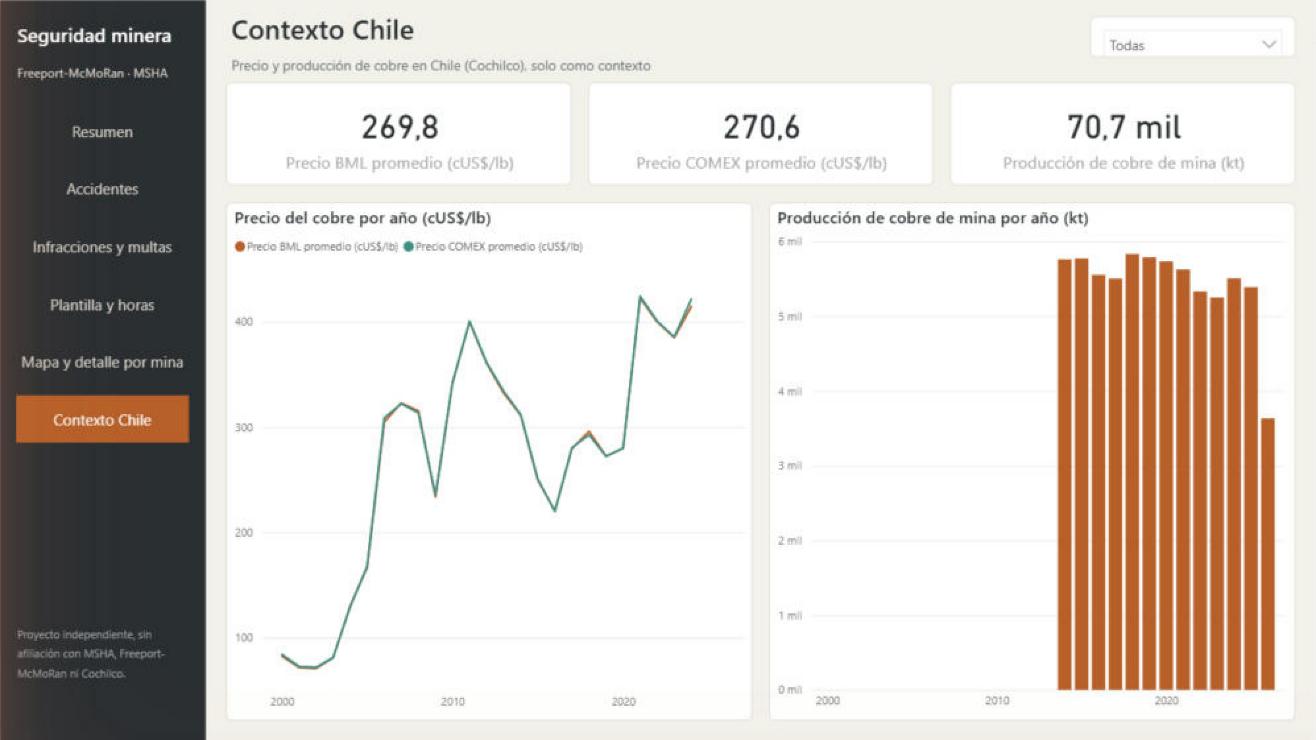 Seguridad minera
Freeport-McMoRan · MSHA
Resumen
Accidentes
Infracciones y multas
Plantilla y horas
Mapa y detalle por mina
Contexto Chile
Proyecto independiente, sin
afiliación con MSHA, Freeport-
McMoRan ni Cochilco.
Contexto Chile
Precio y producción de cobre en Chile (Cochilco), solo como contexto
Todas
269,8
Precio BML promedio (cUS$/lb)
270,6
Precio COMEX promedio (cUS$/lb)
70,7 mil
Producción de cobre de mina (kt)
Precio del cobre por año (cUS$/lb)
Precio BML promedio (cUS$/lb) Precio COMEX promedio (cUS$/lb)
400
300
200
100
2000 2010 2020
Producción de cobre de mina por año (kt)
6 mil
5 mil
4 mil
3 mil
2 mil
1 mil
0 mil
2000 2010 2020